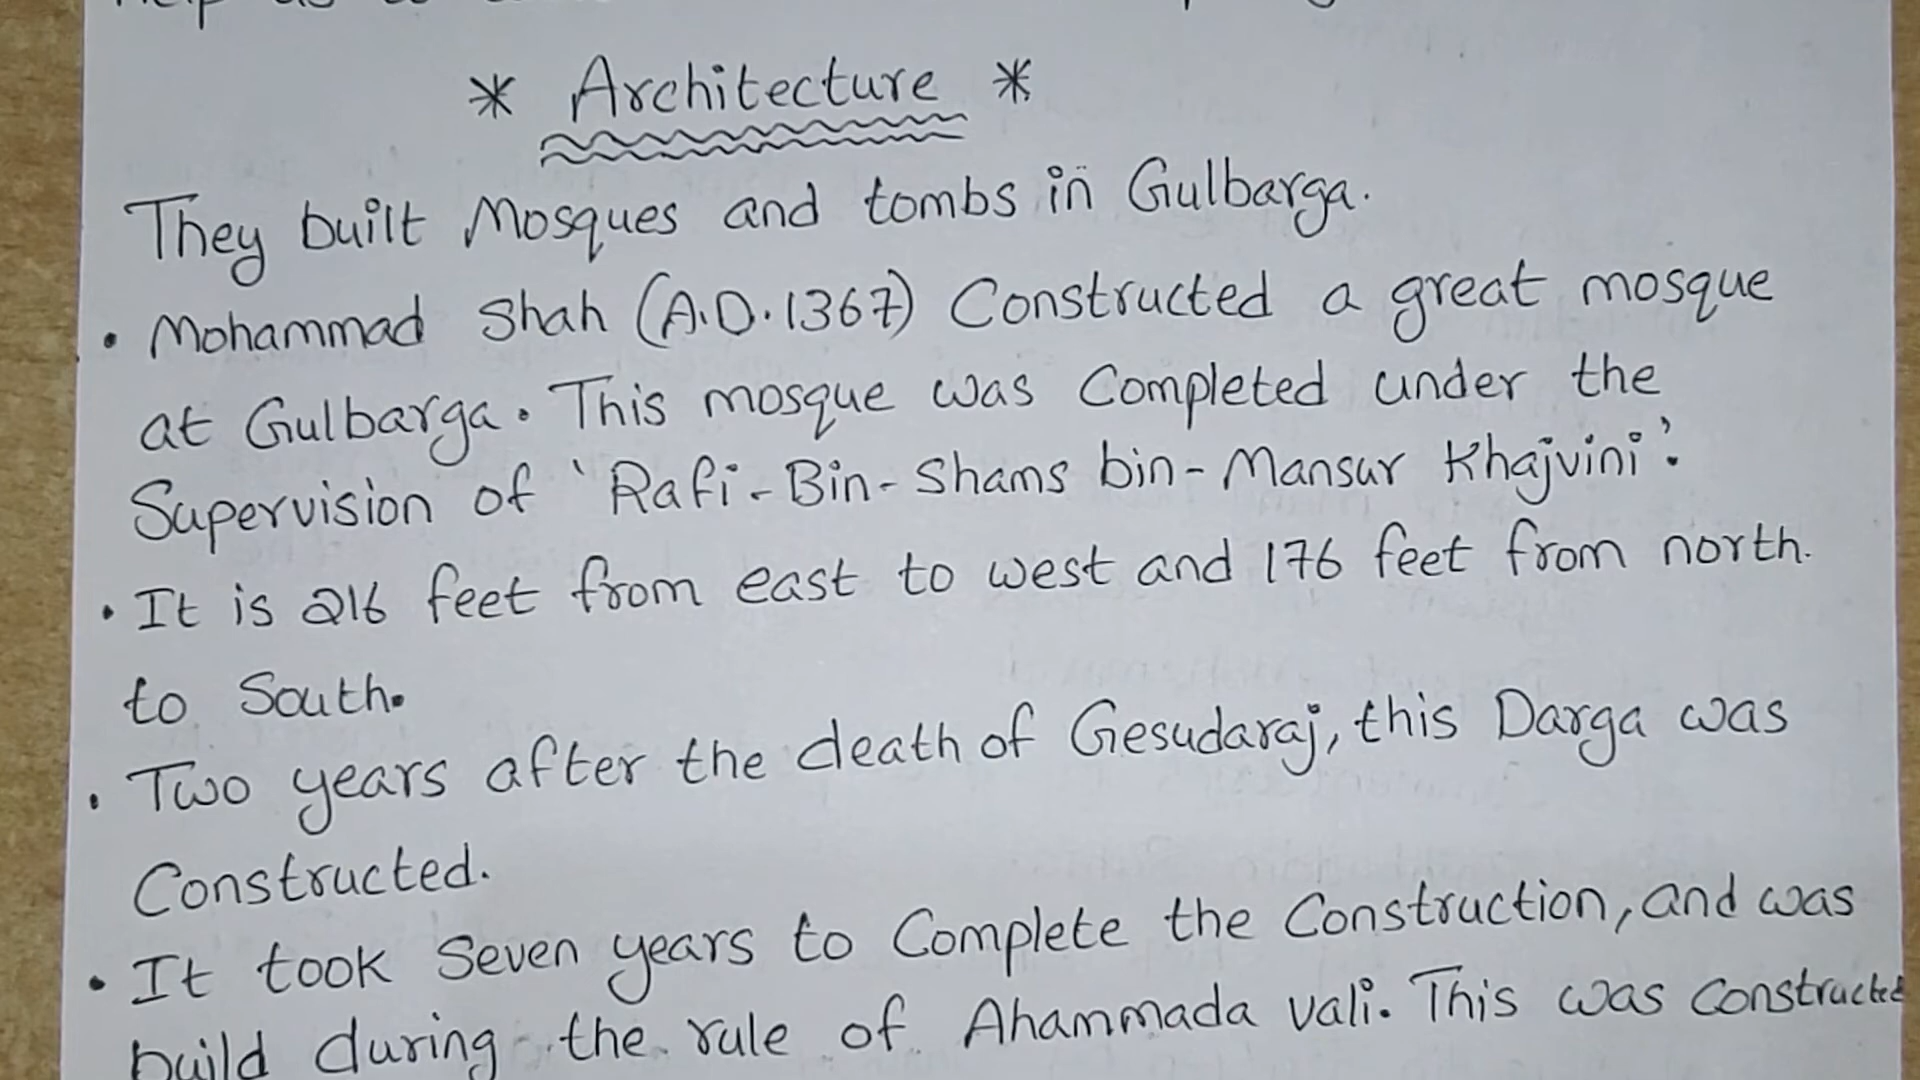 * Architecture *
They built Mosques and tombs in Gulbarga.
• Mohammad Shah (A.D. 1367) Constructed a great mosque
at Gulbarga. This mosque was Completed under the
Supervision of 'Rafi-Bin-Shams bin-Mansur Khajvini'.
• It is 216 feet from east to west and 176 feet from north.
to South.
• Two years after the death of Gesudaraj, this Darga was
Constructed.
• It took Seven years to Complete the Construction, and was
build during the rule of Ahammada vali. This was constructed